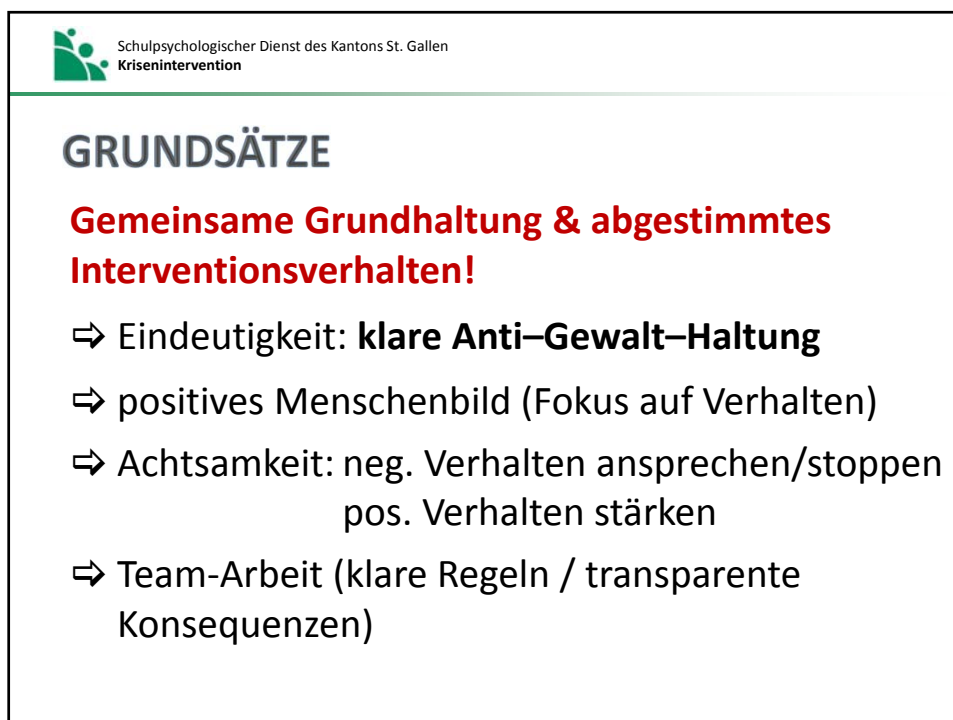 Schulpsychologischer Dienst des Kantons St. Gallen
Krisenintervention
GRUNDSÄTZE
Gemeinsame Grundhaltung & abgestimmtes
Interventionsverhalten!
⇨ Eindeutigkeit: klare Anti–Gewalt–Haltung
⇨ positives Menschenbild (Fokus auf Verhalten)
⇨ Achtsamkeit: neg. Verhalten ansprechen/stoppen
pos. Verhalten stärken
⇨ Team-Arbeit (klare Regeln / transparente
Konsequenzen)